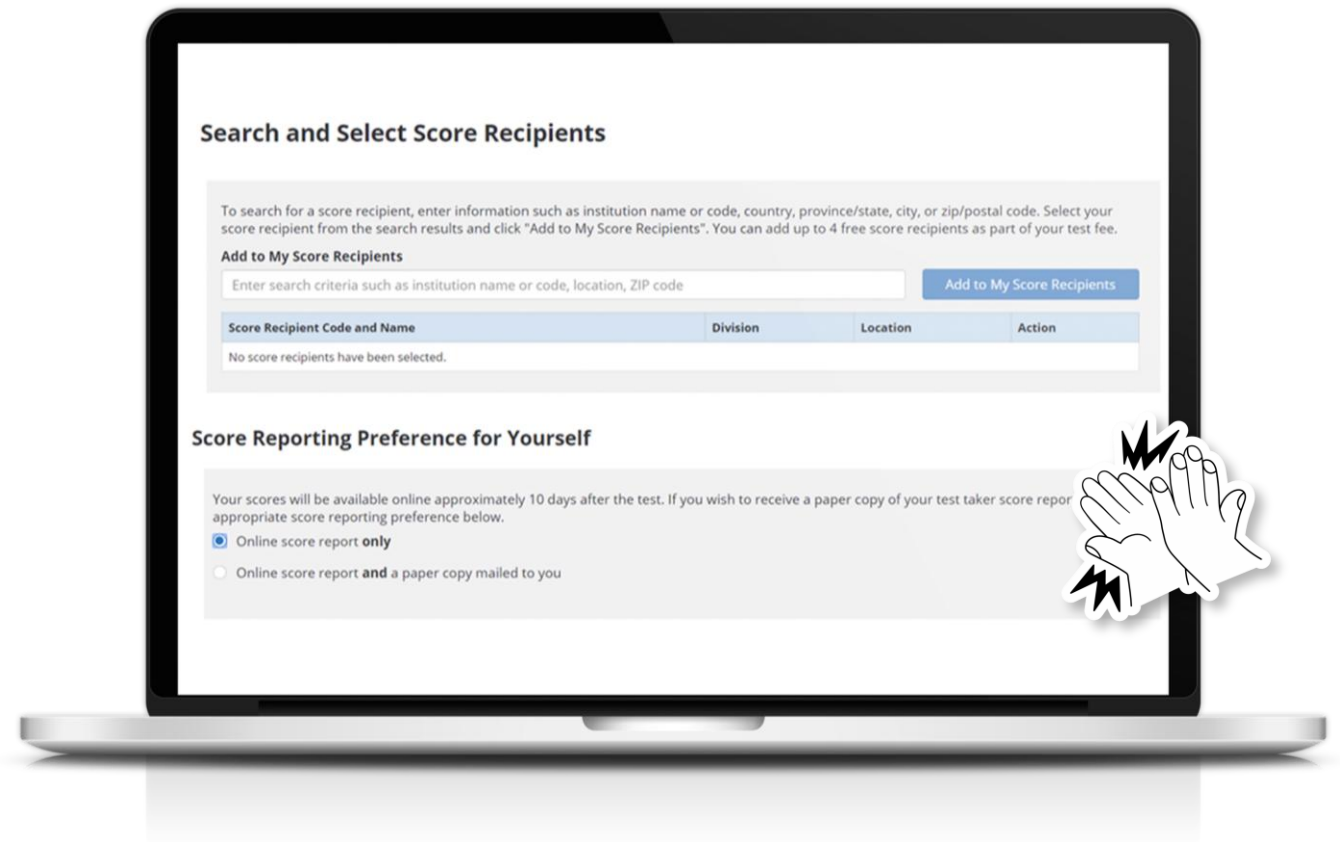 Search and Select Score Recipients
To search for a score recipient, enter information such as institution name or code, country, province/state, city, or zip/postal code. Select your
score recipient from the search results and click "Add to My Score Recipients". You can add up to 4 free score recipients as part of your test fee.
Add to My Score Recipients
Enter search criteria such as institution name or code, location, ZIP code
Add to My Score Recipients
Score Recipient Code and Name Division Location Action
No score recipients have been selected.
Score Reporting Preference for Yourself
Your scores will be available online approximately 10 days after the test. If you wish to receive a paper copy of your test taker score repor
appropriate score reporting preference below.
Online score report only
Online score report and a paper copy mailed to you